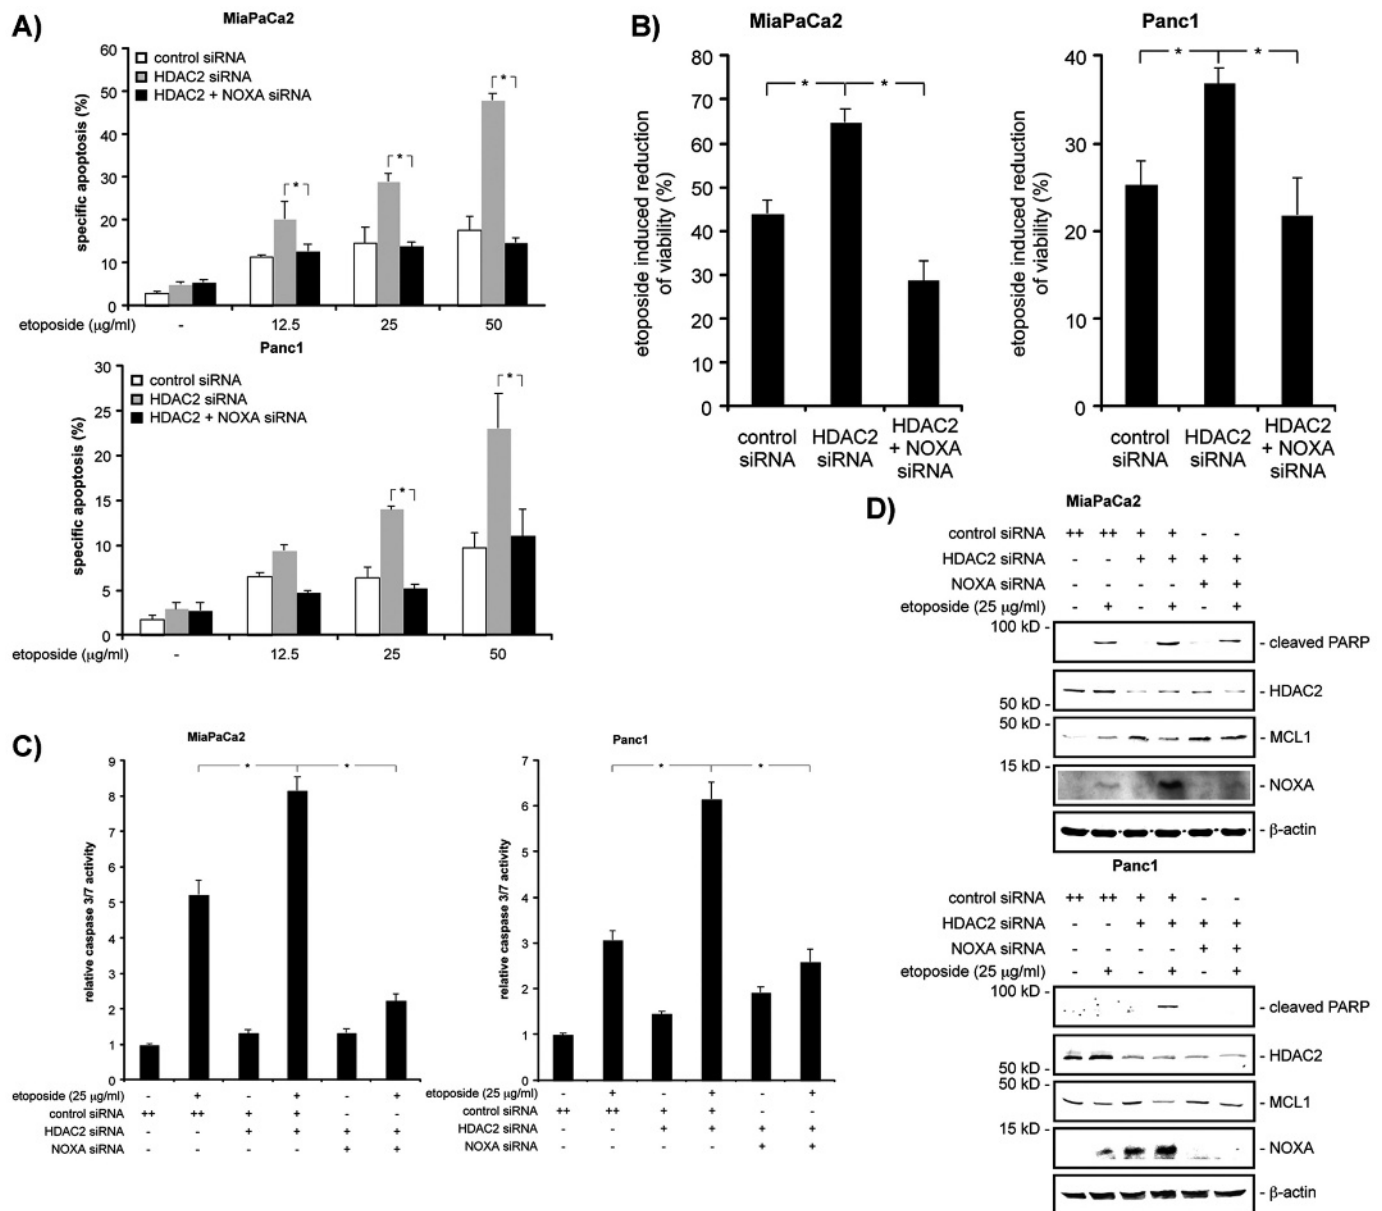 A)
MiaPaCa2
control siRNA
HDAC2 siRNA
HDAC2 + NOXA siRNA
specific apoptosis (%)
60
50
40
30
20
10
0
* * *
etoposide (µg/ml) - 12.5 25 50
Panc1
control siRNA
HDAC2 siRNA
HDAC2 + NOXA siRNA
specific apoptosis (%)
30
25
20
15
10
5
0
* *
etoposide (µg/ml) - 12.5 25 50
B)
MiaPaCa2
etoposide induced reduction
of viability (%)
80
70
60
50
40
30
20
10
0
* *
control
siRNA
HDAC2
siRNA
HDAC2
+ NOXA
siRNA
Panc1
etoposide induced reduction
of viability (%)
40
30
20
10
0
* *
control
siRNA
HDAC2
siRNA
HDAC2
+ NOXA
siRNA
C)
MiaPaCa2
relative caspase 3/7 activity
9
8
7
6
5
4
3
2
1
0
* *
etoposide (25 µg/ml) - + - + - +
control siRNA ++ ++ + + - -
HDAC2 siRNA - - + + + +
NOXA siRNA - - - - + +
Panc1
relative caspase 3/7 activity
7
6
5
4
3
2
1
0
* *
etoposide (25 µg/ml) - + - + - +
control siRNA ++ ++ + + - -
HDAC2 siRNA - - + + + +
NOXA siRNA - - - - + +
D)
MiaPaCa2
control siRNA ++ ++ + + - -
HDAC2 siRNA - - + + + +
NOXA siRNA - - - - + +
etoposide (25 µg/ml) - + - + - +
100 kD -
- cleaved PARP
- HDAC2
50 kD -
50 kD -
- MCL1
15 kD -
- NOXA
- β-actin
Panc1
control siRNA ++ ++ + + - -
HDAC2 siRNA - - + + + +
NOXA siRNA - - - - + +
etoposide (25 µg/ml) - + - + - +
100 kD -
- cleaved PARP
- HDAC2
50 kD -
50 kD -
- MCL1
15 kD -
- NOXA
- β-actin